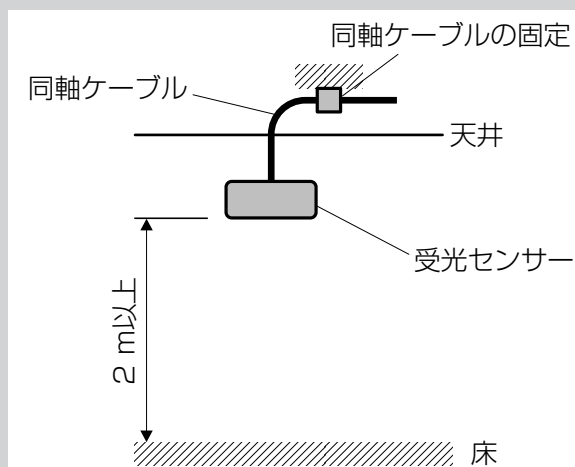 同軸ケーブルの固定
同軸ケーブル
天井
受光センサー
2 m以上
床